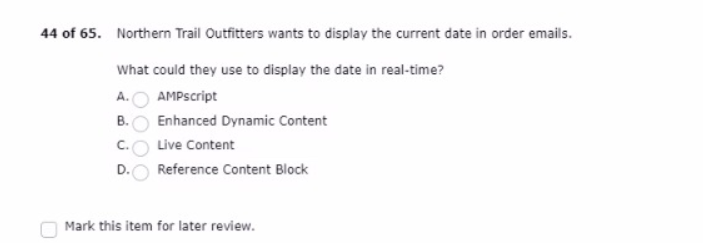 44 of 65. Northern Trail Outfitters wants to display the current date in order emails.
What could they use to display the date in real-time?
A. AMPscript
B. Enhanced Dynamic Content
C. Live Content
D. Reference Content Block
Mark this item for later review.